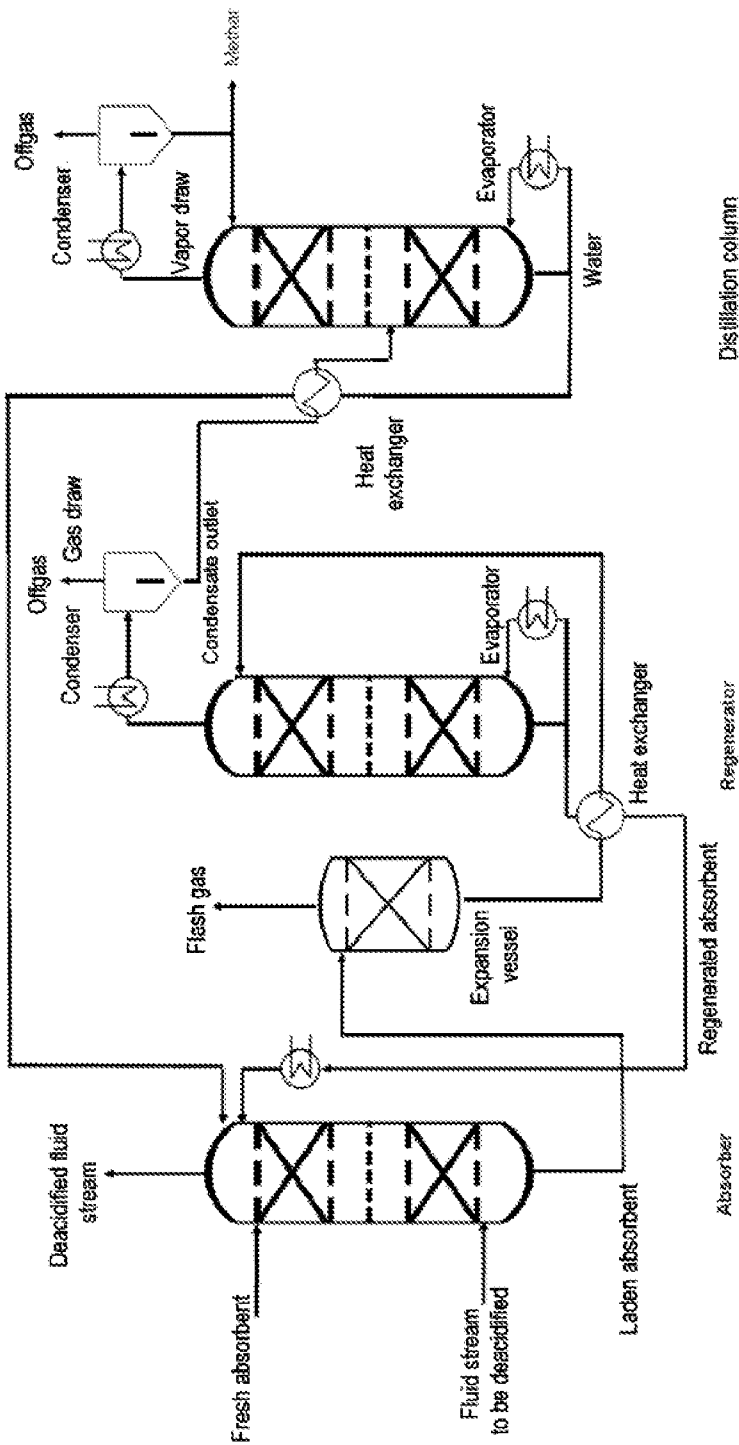 Deacidified fluid
stream
Fresh absorbent
Fluid stream
to be deacidified
Laden absorbent
Absorber
Flash gas
Expansion
vessel
Regenerated absorbent
Offgas
Gas draw
Condenser
Condensate outlet
Evaporator
Heat exchanger
Regenerator
Heat
exchanger
Offgas
Condenser
Vapor draw
Evaporator
Water
Distillation column